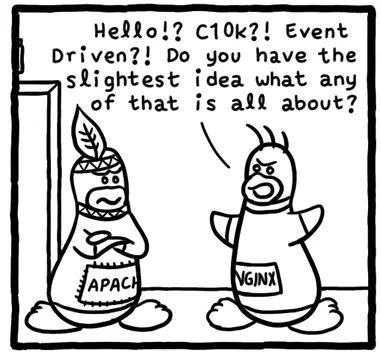 Hello!? C10k?! Event
Driven?! Do you have the
slightest idea what any
of that is all about?
APACH
NGINX